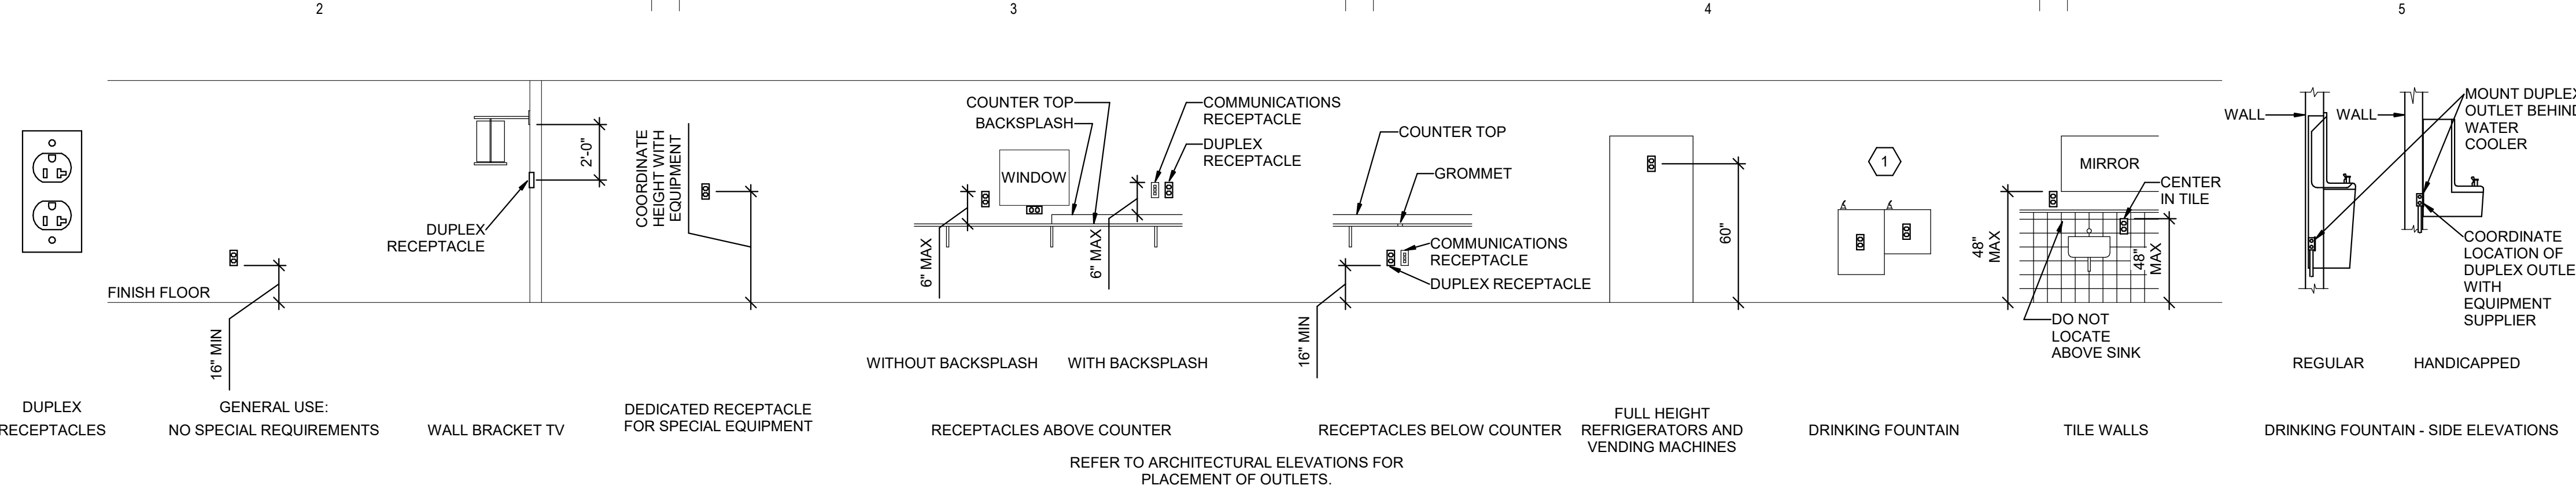 2
3
4
5
DUPLEX
RECEPTACLES
FINISH FLOOR
16" MIN
GENERAL USE:
NO SPECIAL REQUIREMENTS
2'-0"
DUPLEX
RECEPTACLE
WALL BRACKET TV
COORDINATE
HEIGHT WITH
EQUIPMENT
DEDICATED RECEPTACLE
FOR SPECIAL EQUIPMENT
COUNTER TOP
BACKSPLASH
WINDOW
COMMUNICATIONS
RECEPTACLE
DUPLEX
RECEPTACLE
6" MAX
6" MAX
WITHOUT BACKSPLASH
WITH BACKSPLASH
RECEPTACLES ABOVE COUNTER
COUNTER TOP
GROMMET
COMMUNICATIONS
RECEPTACLE
DUPLEX RECEPTACLE
16" MIN
RECEPTACLES BELOW COUNTER
REFER TO ARCHITECTURAL ELEVATIONS FOR
PLACEMENT OF OUTLETS.
60"
FULL HEIGHT
REFRIGERATORS AND
VENDING MACHINES
1
DRINKING FOUNTAIN
MIRROR
CENTER
IN TILE
48"
MAX
48"
MAX
DO NOT
LOCATE
ABOVE SINK
TILE WALLS
WALL
WALL
MOUNT DUPLEX
OUTLET BEHIND
WATER
COOLER
COORDINATE
LOCATION OF
DUPLEX OUTLE
WITH
EQUIPMENT
SUPPLIER
REGULAR
HANDICAPPED
DRINKING FOUNTAIN - SIDE ELEVATIONS